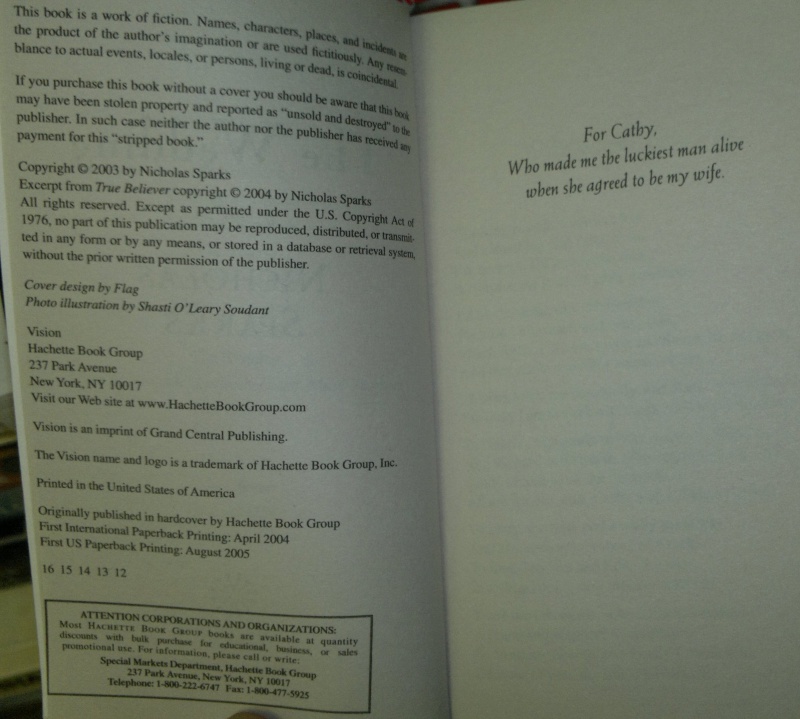 This book is a work of fiction. Names, characters, places, and incidents are
the product of the author's imagination or are used fictitiously. Any resem-
blance to actual events, locales, or persons, living or dead, is coincidental.
If you purchase this book without a cover you should be aware that this book
may have been stolen property and reported as "unsold and destroyed" to the
publisher. In such case neither the author nor the publisher has received any
payment for this "stripped book."
Copyright © 2003 by Nicholas Sparks
Excerpt from True Believer copyright © 2004 by Nicholas Sparks
All rights reserved. Except as permitted under the U.S. Copyright Act of
1976, no part of this publication may be reproduced, distributed, or transmit-
ted in any form or by any means, or stored in a database or retrieval system,
without the prior written permission of the publisher.
Cover design by Flag
Photo illustration by Shasti O'Leary Soudant
Vision
Hachette Book Group
237 Park Avenue
New York, NY 10017
Visit our Web site at www.HachetteBookGroup.com
Vision is an imprint of Grand Central Publishing.
The Vision name and logo is a trademark of Hachette Book Group, Inc.
Printed in the United States of America
Originally published in hardcover by Hachette Book Group
First International Paperback Printing: April 2004
First US Paperback Printing: August 2005
16 15 14 13 12
ATTENTION CORPORATIONS AND ORGANIZATIONS:
Most HACHETTE BOOK GROUP books are available at quantity
discounts with bulk purchase for educational, business, or sales
promotional use. For information, please call or write:
Special Markets Department, Hachette Book Group
237 Park Avenue, New York, NY 10017
Telephone: 1-800-222-6747 Fax: 1-800-477-5925
For Cathy,
Who made me the luckiest man alive
when she agreed to be my wife.